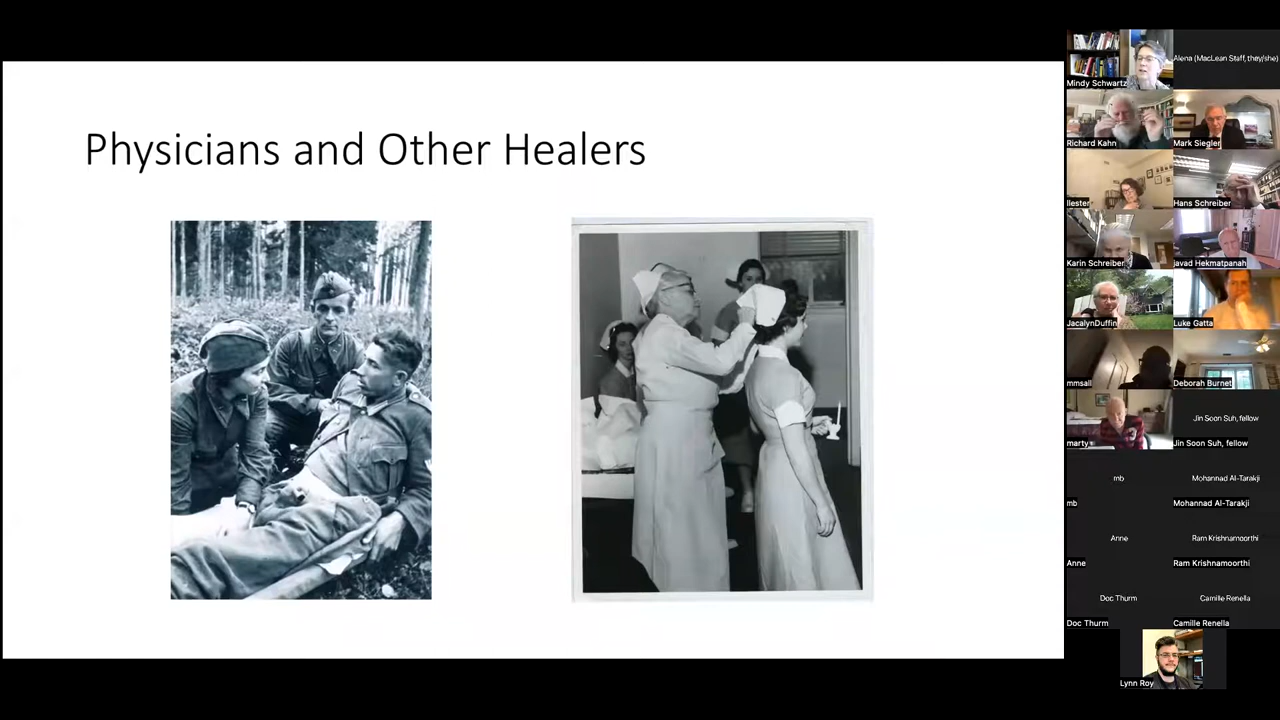 Physicians and Other Healers
Mindy Schwartz
Alena (MacLean Staff, they/she)
Richard Kahn
Mark Siegler
llester
Hans Schreiber
Karin Schreiber
javad Hekmatpanah
JacalynDuffin
Luke Gatta
mmsall
Deborah Burnet
marty
Jin Soon Suh, fellow
Jin Soon Suh, fellow
mb
Mohannad Al-Tarakji
mb
Mohannad Al-Tarakji
Anne
Ram Krishnamoorthi
Anne
Ram Krishnamoorthi
Doc Thurm
Camille Renella
Doc Thurm
Camille Renella
Lynn Roy